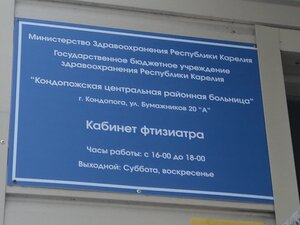 Министерство Здравоохранения Республики Карелия
Государственное бюджетное учреждение
здравоохранения Республики Карелия
"Кондопожская центральная районная больница"
г. Кондопога, ул. Бумажников 20 "А"
Кабинет фтизиатра
Часы работы: с 16-00 до 18-00
Выходной: Суббота, воскресенье